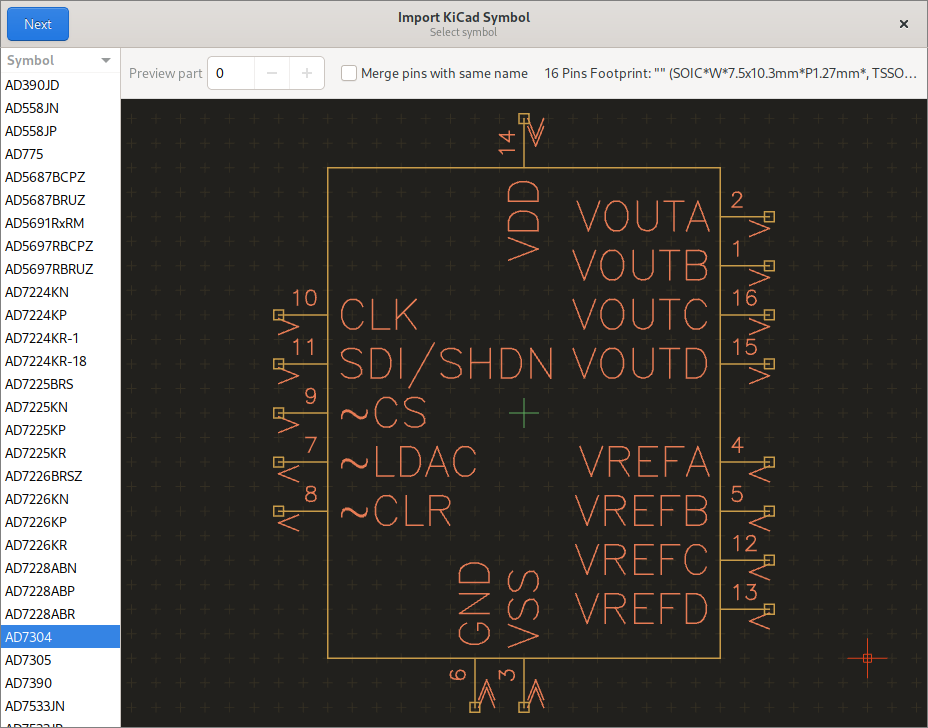 Next
Import KiCad Symbol
Select symbol
Symbol
Preview part 0
Merge pins with same name
16 Pins Footprint: "" (SOIC*W*7.5x10.3mm*P1.27mm*, TSSO…
AD390JD
AD558JN
AD558JP
AD775
AD5687BCPZ
AD5687BRUZ
AD5691RxRM
AD5697RBCPZ
AD5697RBRUZ
AD7224KN
AD7224KP
AD7224KR-1
AD7224KR-18
AD7225BRS
AD7225KN
AD7225KP
AD7225KR
AD7226BRSZ
AD7226KN
AD7226KP
AD7226KR
AD7228ABN
AD7228ABP
AD7228ABR
AD7304
AD7305
AD7390
AD7533JN
14
VDD
VOUTA 2
VOUTB 1
10 CLK
VOUTC 16
11 SDI/SHDN
VOUTD 15
9 ~CS
7 ~LDAC
VREFA 4
8 ~CLR
VREFB 5
VREFC 12
VREFD 13
GND
VSS
6
3